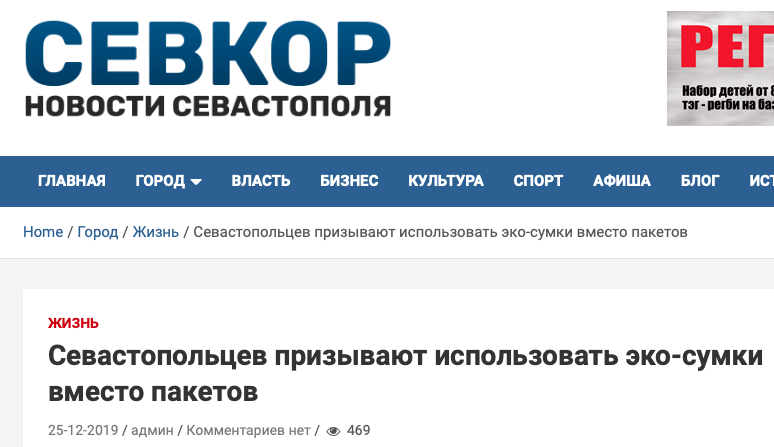 СЕВКОР
НОВОСТИ СЕВАСТОПОЛЯ
Набор детей от
тэг - регби на
ГЛАВНАЯ ГОРОД ВЛАСТЬ БИЗНЕС КУЛЬТУРА СПОРТ АФИША БЛОГ
Home / Город / Жизнь / Севастопольцев призывают использовать эко-сумки вместо пакетов
ЖИЗНЬ
Севастопольцев призывают использовать эко-сумки
вместо пакетов
25-12-2019 / админ / Комментариев нет / 469